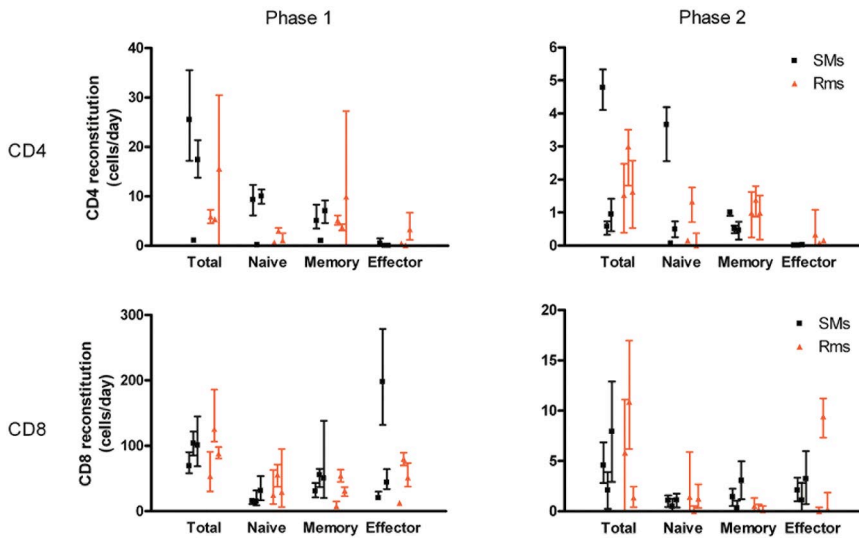 Phase 1
Phase 2
CD4
CD4 reconstitution
(cells/day)
40
30
20
10
0
Total Naive Memory Effector
6
5
4
3
2
1
0
SMs
Rms
Total Naive Memory Effector
CD8
CD8 reconstitution
(cells/day)
300
200
100
0
Total Naive Memory Effector
20
15
10
5
0
SMs
Rms
Total Naive Memory Effector